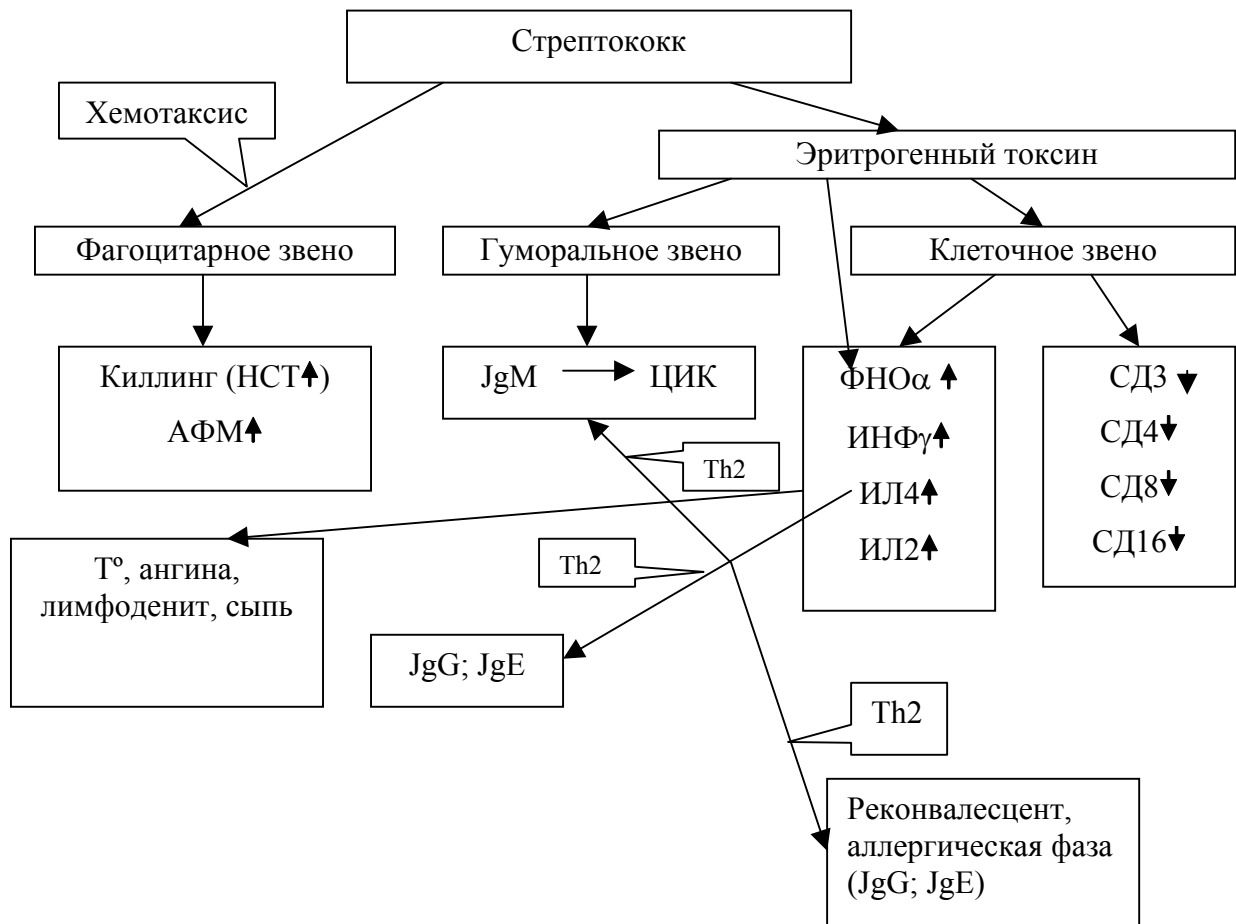 Стрептококк
Хемотаксис
Эритрогенный токсин
Фагоцитарное звено
Гуморальное звено
Клеточное звено
Киллинг (НСТ↑)
АФМ↑
JgM → ЦИК
ФНОα ↑
ИНФγ↑
ИЛ4↑
ИЛ2↑
СД3 ↓
СД4↓
СД8↓
СД16↓
Th2
Tº, ангина,
лимфоденит, сыпь
Th2
JgG; JgE
Th2
Реконвалесцент,
аллергическая фаза
(JgG; JgE)